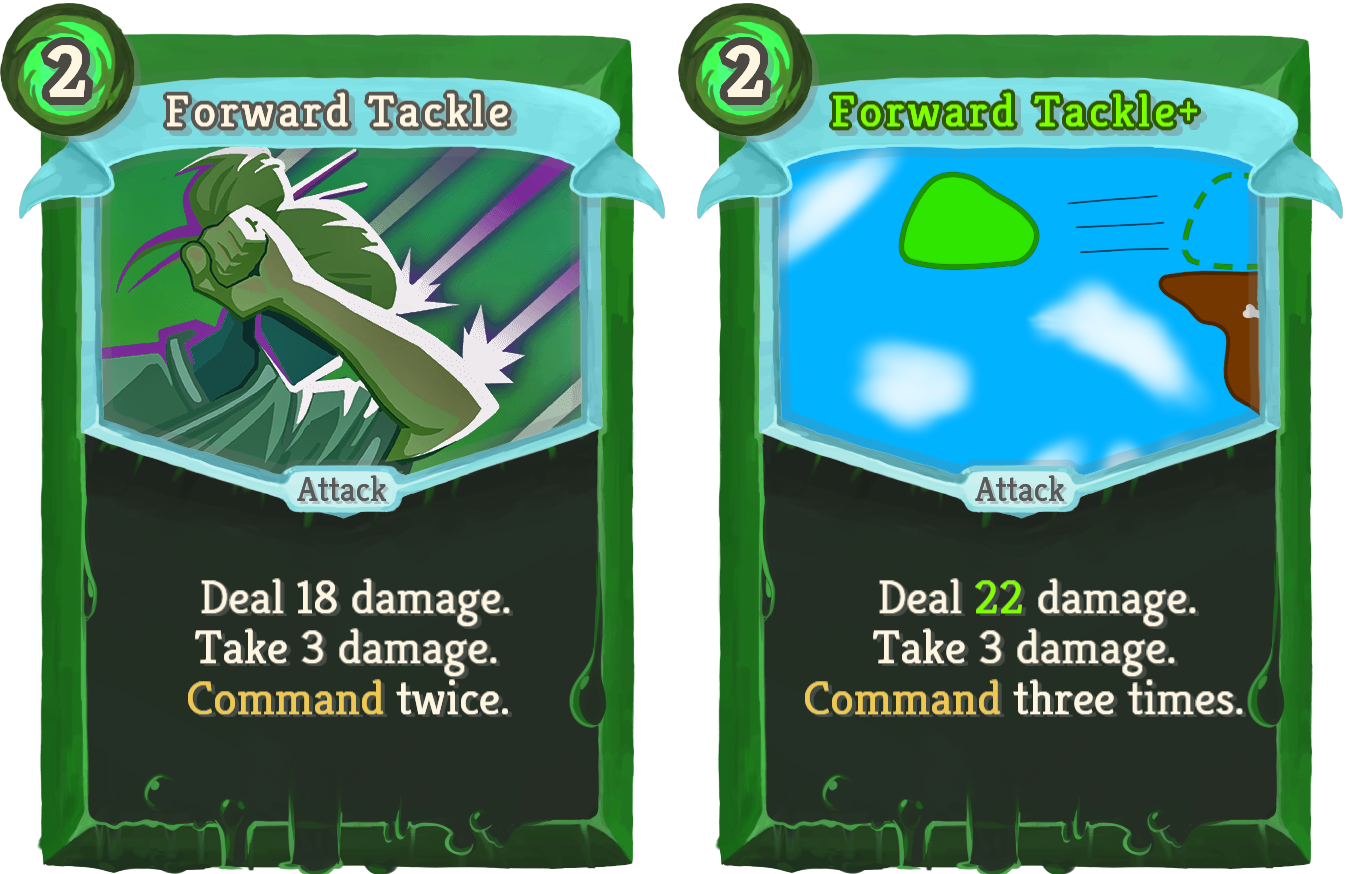 2
Forward Tackle
Attack
Deal 18 damage.
Take 3 damage.
Command twice.
2
Forward Tackle+
Attack
Deal 22 damage.
Take 3 damage.
Command three times.